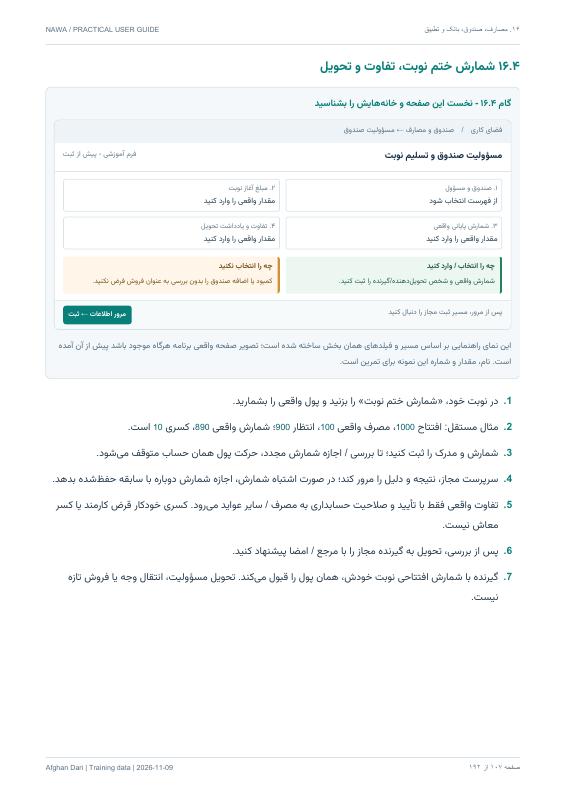 NAWA / PRACTICAL USER GUIDE
۱۶. مصارف، صندوق، بانک و تطبیق
۱۶.۴ شمارش ختم نوبت، تفاوت و تحویل
گام ۱۶.۴ - نخست این صفحه و خانه‌هایش را بشناسید
فضای کاری / صندوق و مصارف ← مسؤولیت صندوق
مسؤولیت صندوق و تسلیم نوبت
فرم آموزشی - پیش از ثبت
۱. صندوق و مسؤول
از فهرست انتخاب شود
۲. مبلغ آغاز نوبت
مقدار واقعی را وارد کنید
۳. شمارش پایانی واقعی
مقدار واقعی را وارد کنید
۴. تفاوت و یادداشت تحویل
مقدار واقعی را وارد کنید
چه را انتخاب / وارد کنید
شمارش واقعی و شخص تحویل‌دهنده/گیرنده را ثبت کنید.
چه را انتخاب نکنید
کمبود یا اضافه صندوق را بدون بررسی به عنوان فروش فرض نکنید.
پس از مرور، مسیر ثبت مجاز را دنبال کنید
مرور اطلاعات ← ثبت
این نمای راهنمایی بر اساس مسیر و فیلدهای همان بخش ساخته شده است؛ تصویر صفحه واقعی برنامه هرگاه موجود باشد پیش از آن آمده
است. نام، مقدار و شماره این نمونه برای تمرین است.
1. در نوبت خود، «شمارش ختم نوبت» را بزنید و پول واقعی را بشمارید.
2. مثال مستقل: افتتاح 1000، مصرف واقعی 100، انتظار 900؛ شمارش واقعی 890، کسری 10 است.
3. شمارش و مدرک را ثبت کنید؛ تا بررسی / اجازه شمارش مجدد، حرکت پول همان حساب متوقف می‌شود.
4. سرپرست مجاز، نتیجه و دلیل را مرور کند؛ در صورت اشتباه شمارش، اجازه شمارش دوباره با سابقه حفظ‌شده بدهد.
5. تفاوت واقعی فقط با تأیید و صلاحیت حسابداری به مصرف / سایر عواید می‌رود. کسری خودکار قرض کارمند یا کسر
معاش نیست.
6. پس از بررسی، تحویل به گیرنده مجاز را با مرجع / امضا پیشنهاد کنید.
7. گیرنده با شمارش افتتاحی نوبت خودش، همان پول را قبول می‌کند. تحویل مسؤولیت، انتقال وجه یا فروش تازه
نیست.
Afghan Dari | Training data | 2026-11-09
صفحه ۱۰۷ از ۱۹۲